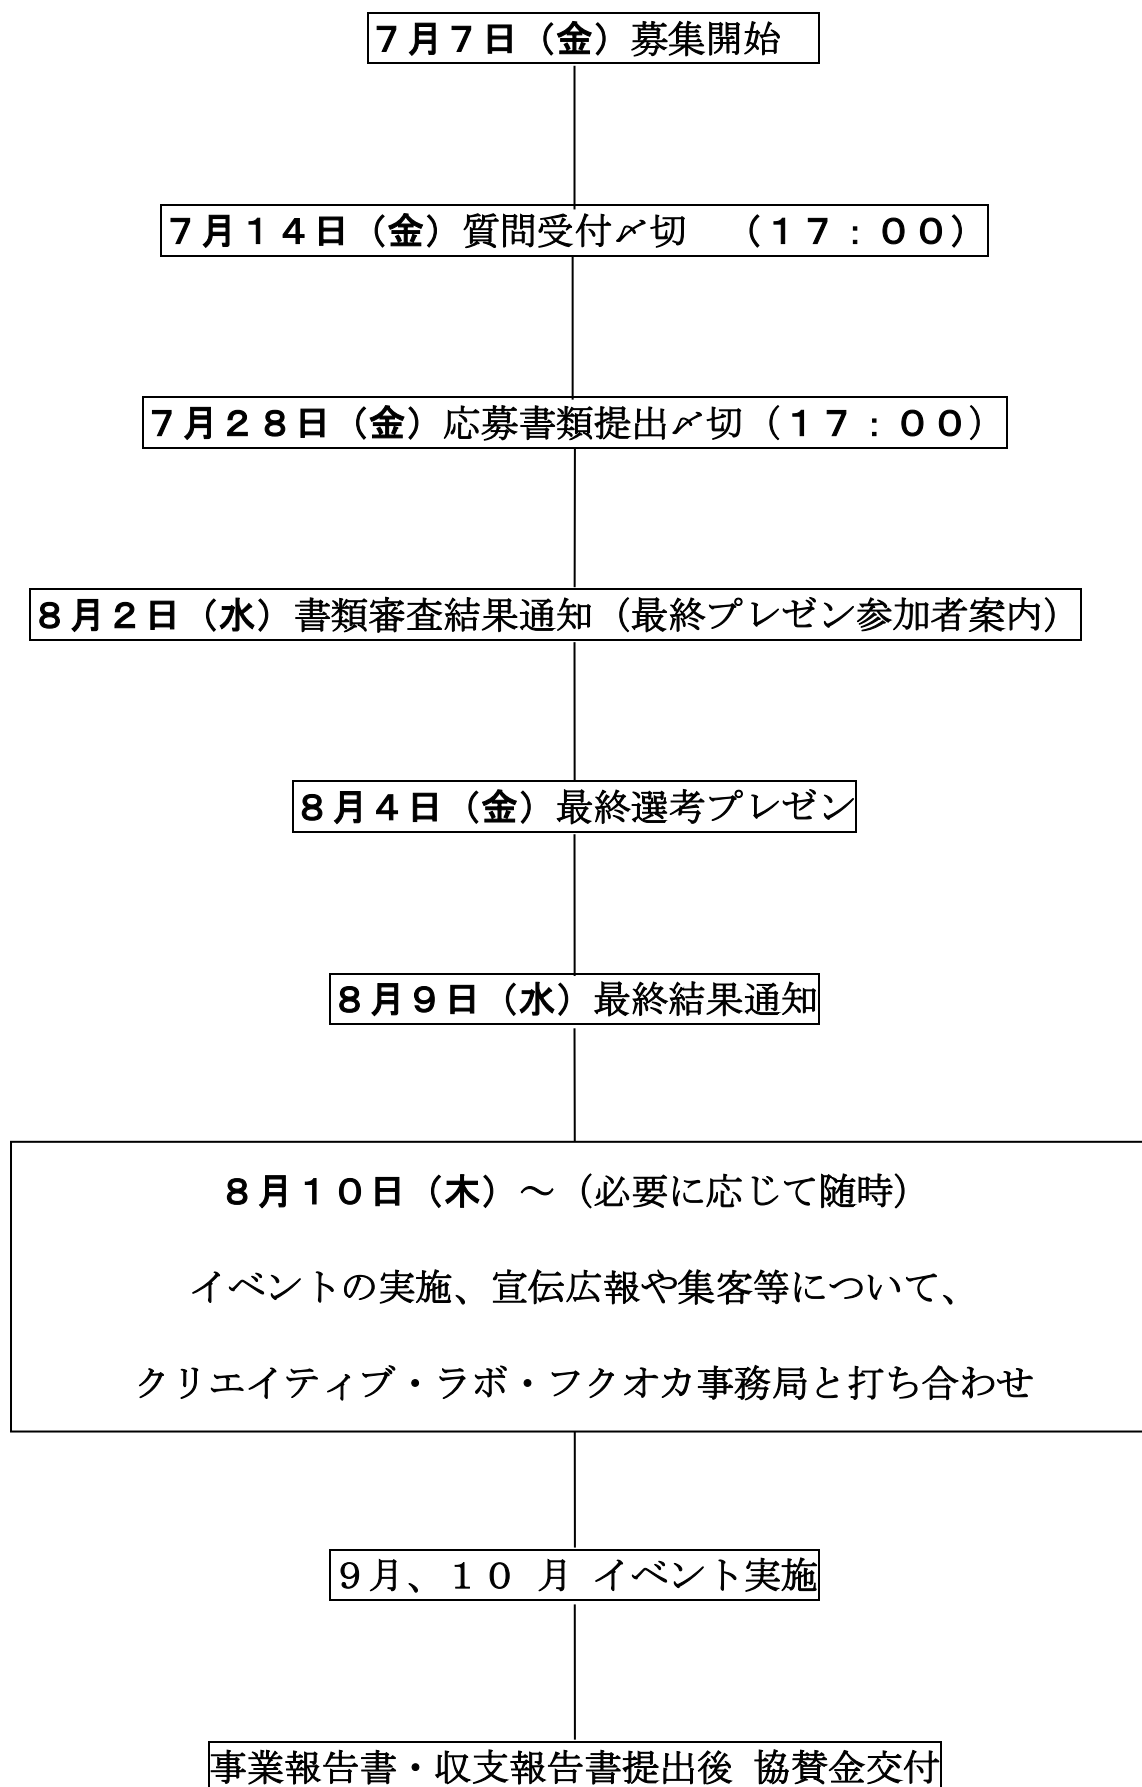 ７月７日（金）募集開始
７月１４日（金）質問受付〆切　（１７：００）
７月２８日（金）応募書類提出〆切（１７：００）
８月２日（水）書類審査結果通知（最終プレゼン参加者案内）
８月４日（金）最終選考プレゼン
８月９日（水）最終結果通知
８月１０日（木）～（必要に応じて随時）
イベントの実施、宣伝広報や集客等について、
クリエイティブ・ラボ・フクオカ事務局と打ち合わせ
９月、１０ 月 イベント実施
事業報告書・収支報告書提出後 協賛金交付